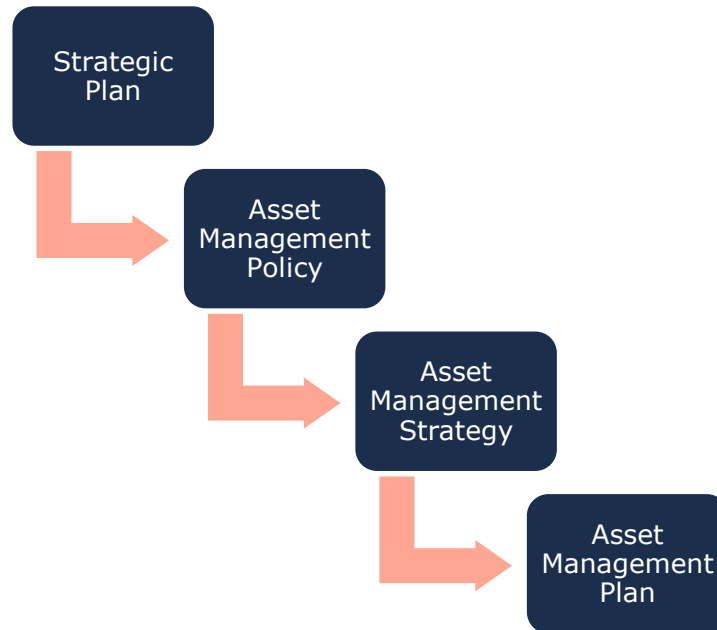 Strategic
Plan
Asset
Management
Policy
Asset
Management
Strategy
Asset
Management
Plan